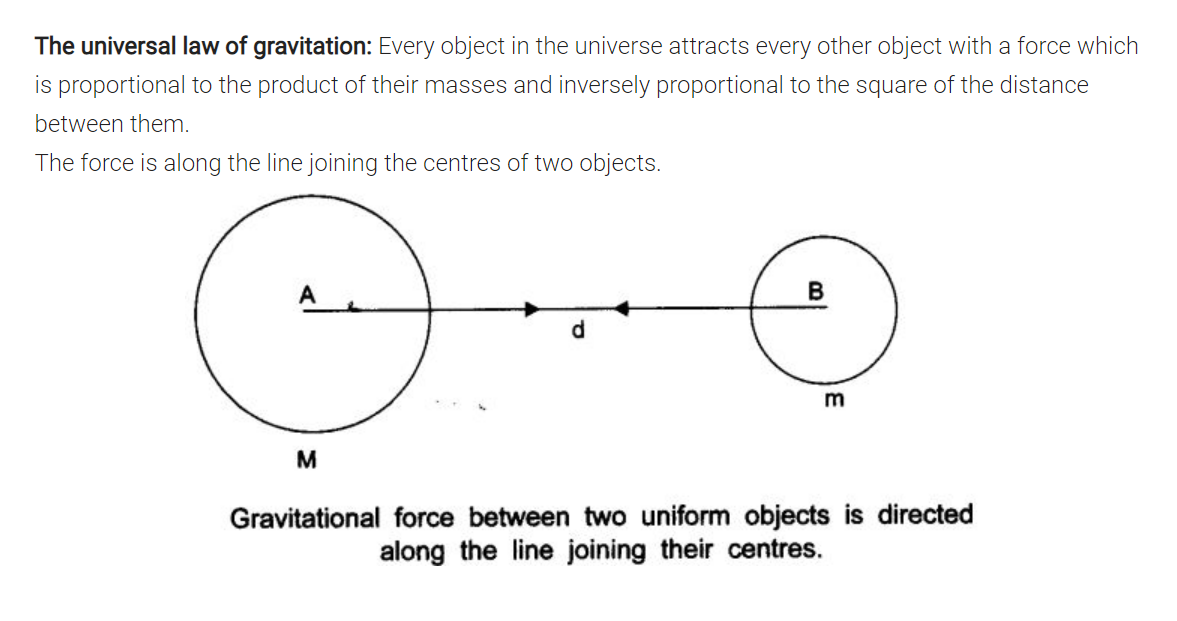 The universal law of gravitation: Every object in the universe attracts every other object with a force which
is proportional to the product of their masses and inversely proportional to the square of the distance
between them.
The force is along the line joining the centres of two objects.
A
B
d
m
M
Gravitational force between two uniform objects is directed
along the line joining their centres.